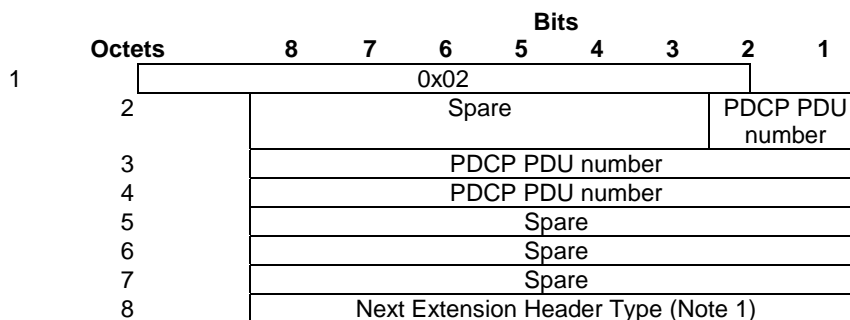 Bits
Octets 8 7 6 5 4 3 2 1
1 0x02
2 Spare PDCP PDU number
3 PDCP PDU number
4 PDCP PDU number
5 Spare
6 Spare
7 Spare
8 Next Extension Header Type (Note 1)